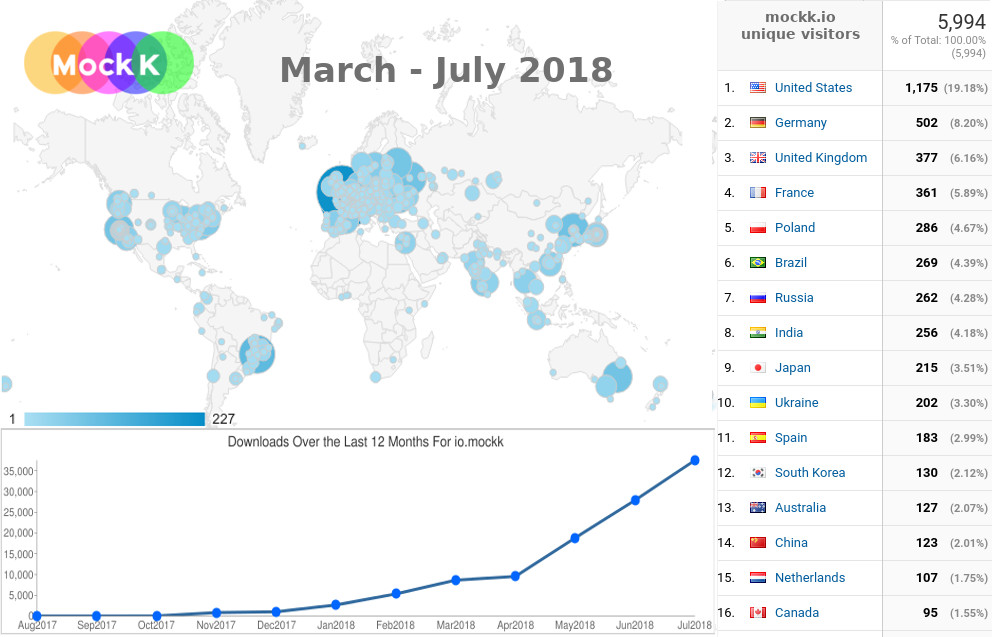 Mock K
March - July 2018
1
227
mockk.io
unique visitors
5,994
% of Total: 100.00%
(5,994)
1. United States 1,175 (19.18%)
2. Germany 502 (8.20%)
3. United Kingdom 377 (6.16%)
4. France 361 (5.89%)
5. Poland 286 (4.67%)
6. Brazil 269 (4.39%)
7. Russia 262 (4.28%)
8. India 256 (4.18%)
9. Japan 215 (3.51%)
10. Ukraine 202 (3.30%)
11. Spain 183 (2.99%)
12. South Korea 130 (2.12%)
13. Australia 127 (2.07%)
14. China 123 (2.01%)
15. Netherlands 107 (1.75%)
16. Canada 95 (1.55%)
Downloads Over the Last 12 Months For io.mockk
35,000
30,000
25,000
20,000
15,000
10,000
5,000
0
Aug2017 Sep2017 Oct2017 Nov2017 Dec2017 Jan2018 Feb2018 Mar2018 Apr2018 May2018 Jun2018 Jul2018